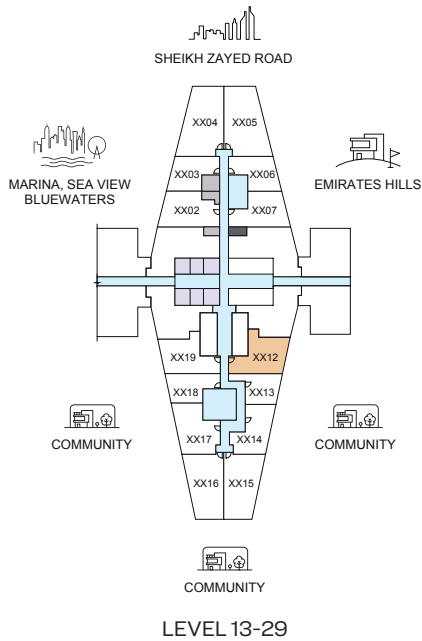 SHEIKH ZAYED ROAD
XX04 XX05
MARINA, SEA VIEW
BLUEWATERS
EMIRATES HILLS
XX03 XX06
XX02 XX07
XX19 XX12
XX18 XX13
XX17 XX14
XX16 XX15
COMMUNITY
COMMUNITY
COMMUNITY
LEVEL 13-29